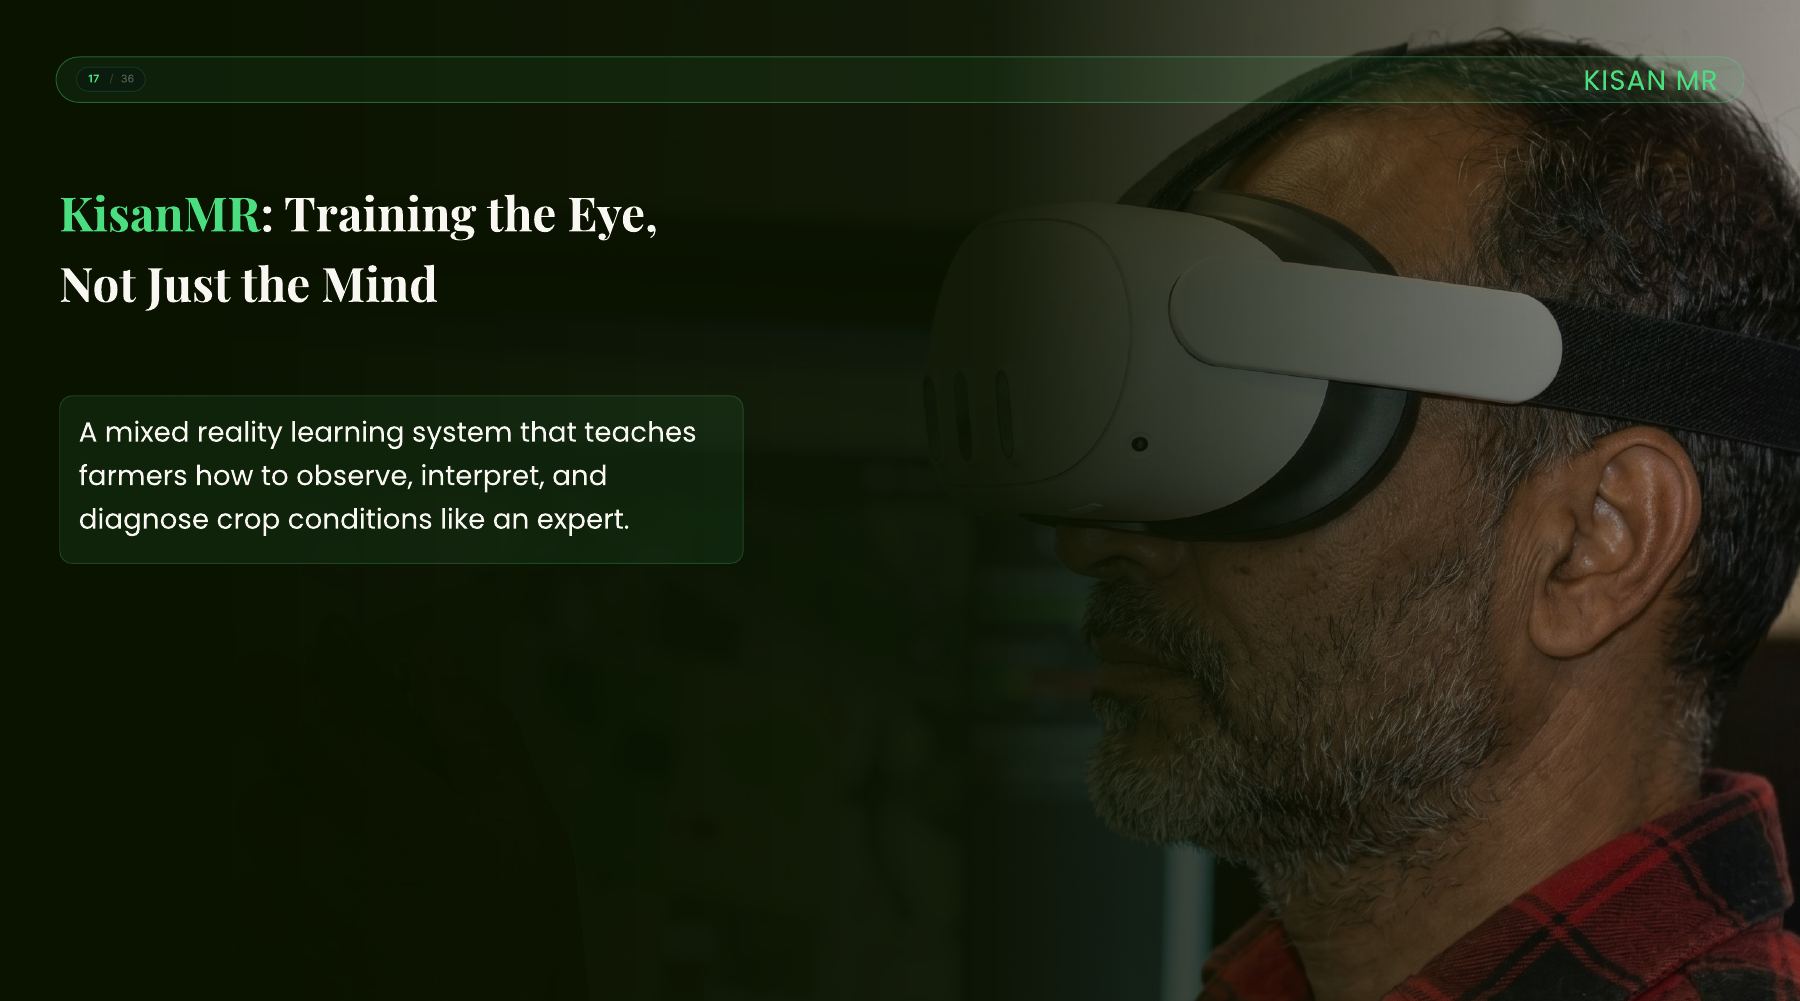 17 / 36
KISAN MR
KisanMR: Training the Eye,
Not Just the Mind
A mixed reality learning system that teaches
farmers how to observe, interpret, and
diagnose crop conditions like an expert.